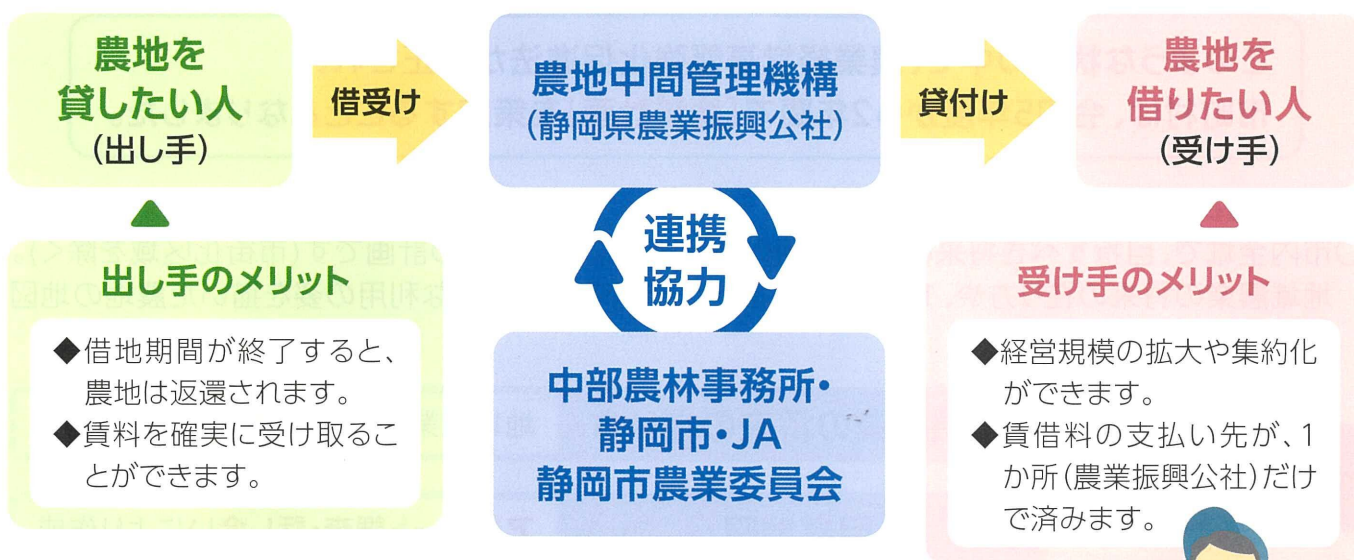 農地を
貸したい人
(出し手)
借受け
農地中間管理機構
(静岡県農業振興公社)
貸付け
農地を
借りたい人
(受け手)
連携
協力
出し手のメリット
◆借地期間が終了すると、
農地は返還されます。
◆賃料を確実に受け取るこ
とができます。
中部農林事務所・
静岡市・JA
静岡市農業委員会
受け手のメリット
◆経営規模の拡大や集約化
ができます。
◆賃借料の支払い先が、1
か所(農業振興公社)だけ
で済みます。